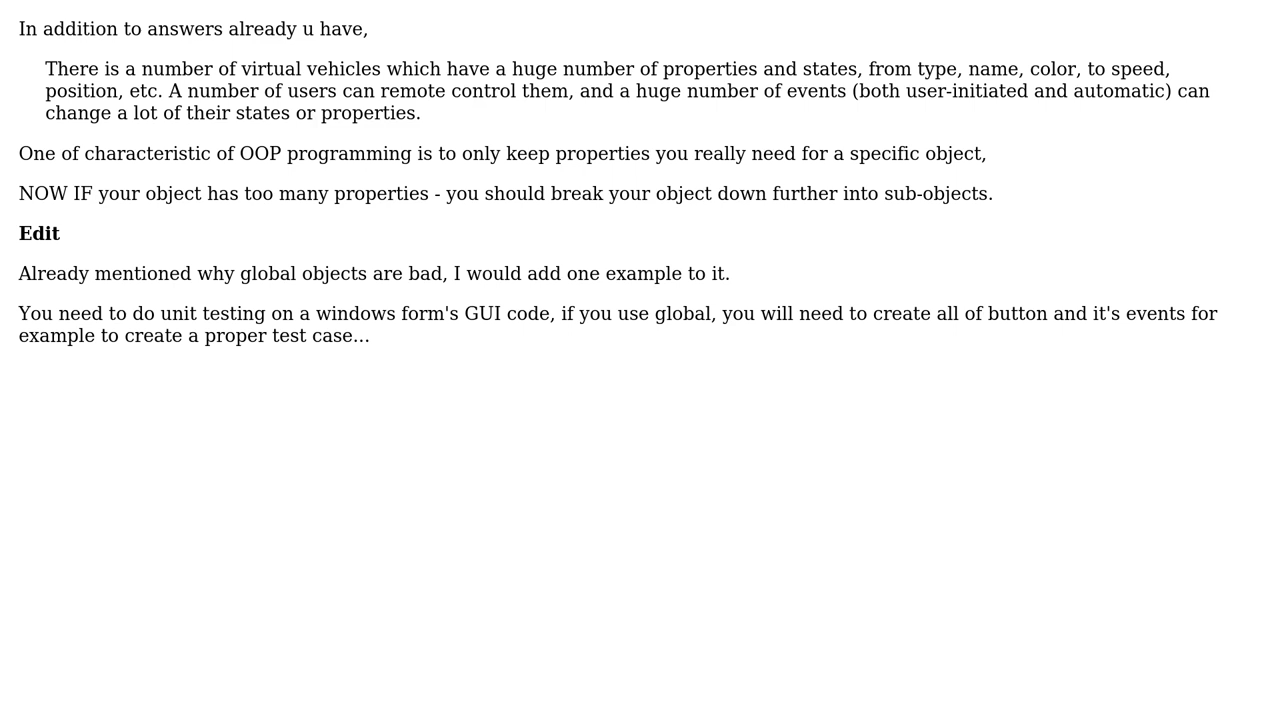 In addition to answers already u have,
There is a number of virtual vehicles which have a huge number of properties and states, from type, name, color, to speed,
position, etc. A number of users can remote control them, and a huge number of events (both user-initiated and automatic) can
change a lot of their states or properties.
One of characteristic of OOP programming is to only keep properties you really need for a specific object,
NOW IF your object has too many properties - you should break your object down further into sub-objects.
Edit
Already mentioned why global objects are bad, I would add one example to it.
You need to do unit testing on a windows form's GUI code, if you use global, you will need to create all of button and it's events for
example to create a proper test case...